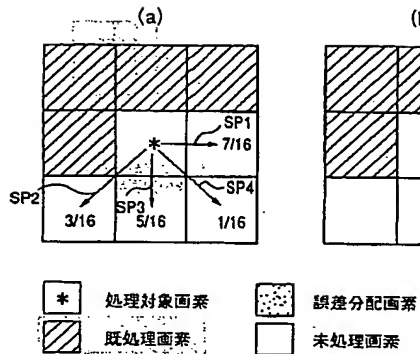 (a)
SP1
* 7/16
SP2 SP3 SP4
3/16 5/16 1/16
* 処理対象画素 誤差分配画素
既処理画素 未処理画素